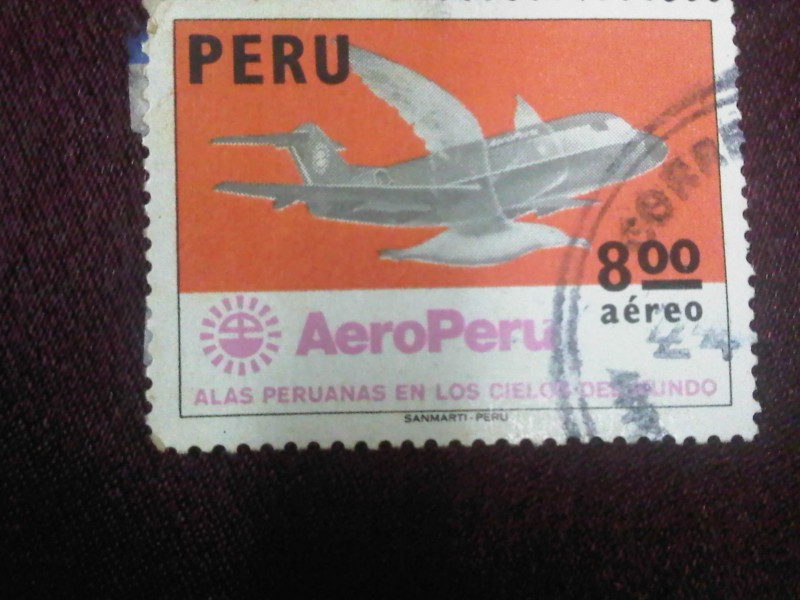 PERU
8.00
aéreo
AeroPeru
ALAS PERUANAS EN LOS CIELOS DEL MUNDO
SANMARTI-PERU